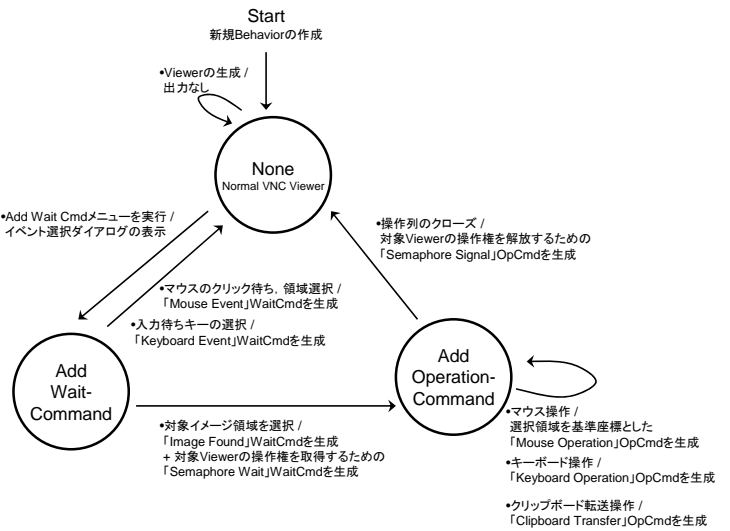 Start
新規Behaviorの作成
•Viewerの生成 /
出力なし
None
Normal VNC Viewer
•Add Wait Cmdメニューを実行 /
イベント選択ダイアログの表示
•操作列のクローズ /
対象Viewerの操作権を解放するための
「Semaphore Signal」OpCmdを生成
•マウスのクリック待ち, 領域選択 /
「Mouse Event」WaitCmdを生成
•入力待ちキーの選択 /
「Keyboard Event」WaitCmdを生成
Add
Wait-
Command
Add
Operation-
Command
•対象イメージ領域を選択 /
「Image Found」WaitCmdを生成
+ 対象Viewerの操作権を取得するための
「Semaphore Wait」WaitCmdを生成
•マウス操作 /
選択領域を基準座標とした
「Mouse Operation」OpCmdを生成
•キーボード操作 /
「Keyboard Operation」OpCmdを生成
•クリップボード転送操作 /
「Clipboard Transfer」OpCmdを生成